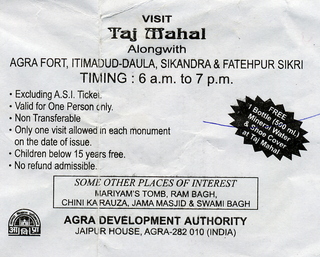 VISIT
Taj Mahal
Alongwith
AGRA FORT, ITIMADUD-DAULA, SIKANDRA & FATEHPUR SIKRI
TIMING : 6 a.m. to 7 p.m.
• Excluding A.S.I. Ticket.
• Valid for One Person only.
• Non Transferable
• Only one visit allowed in each monument
on the date of issue.
• Children below 15 years free.
• No refund admissible.
FREE
1 Bottle (500 ml.)
Mineral Water
& Shoe Cover
at Taj Mahal
SOME OTHER PLACES OF INTEREST
MARIYAM'S TOMB, RAM BAGH,
CHINI KA RAUZA, JAMA MASJID & SWAMI BAGH
AGRA DEVELOPMENT AUTHORITY
JAIPUR HOUSE, AGRA-282 010 (INDIA)